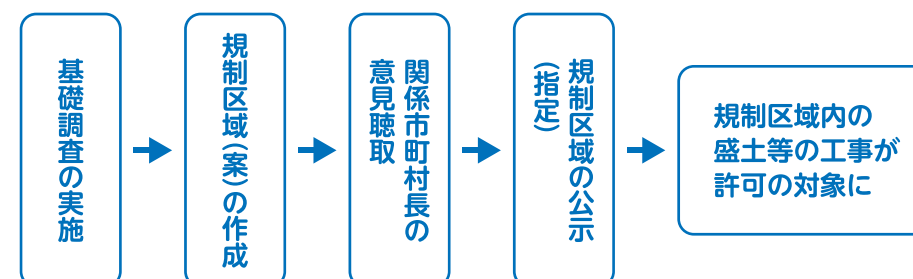 基礎調査の実施
規制区域（案）の作成
関係市町村長の
意見聴取
規制区域の公示
（指定）
規制区域内の
盛土等の工事が
許可の対象に